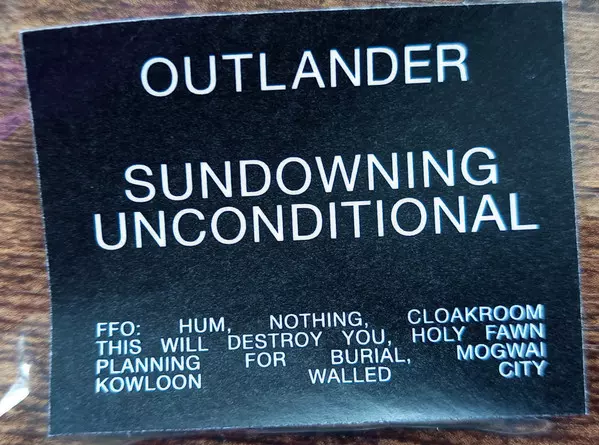 OUTLANDER
SUNDOWNING
UNCONDITIONAL
FFO: HUM, NOTHING, CLOAKROOM
THIS WILL DESTROY YOU, HOLY FAWN
PLANNING FOR BURIAL, MOGWAI
KOWLOON WALLED CITY